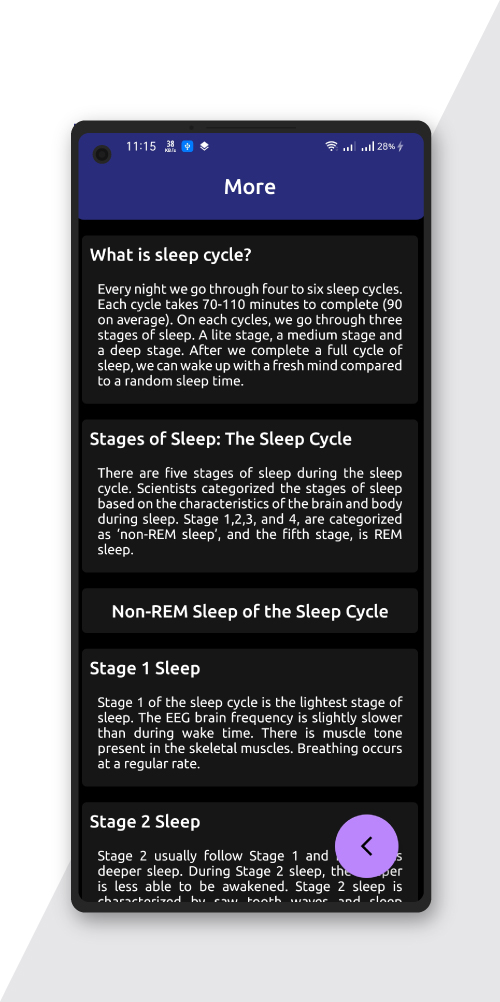 11:15 38 KB/s 28%
More
What is sleep cycle?
Every night we go through four to six sleep cycles.
Each cycle takes 70-110 minutes to complete (90
on average). On each cycles, we go through three
stages of sleep. A lite stage, a medium stage and
a deep stage. After we complete a full cycle of
sleep, we can wake up with a fresh mind compared
to a random sleep time.
Stages of Sleep: The Sleep Cycle
There are five stages of sleep during the sleep
cycle. Scientists categorized the stages of sleep
based on the characteristics of the brain and body
during sleep. Stage 1,2,3, and 4, are categorized
as ‘non-REM sleep’, and the fifth stage, is REM
sleep.
Non-REM Sleep of the Sleep Cycle
Stage 1 Sleep
Stage 1 of the sleep cycle is the lightest stage of
sleep. The EEG brain frequency is slightly slower
than during wake time. There is muscle tone
present in the skeletal muscles. Breathing occurs
at a regular rate.
Stage 2 Sleep
Stage 2 usually follow Stage 1 and
deeper sleep. During Stage 2 sleep,
is less able to be awakened. Stage 2 sleep is
characterized by saw tooth waves and sleep